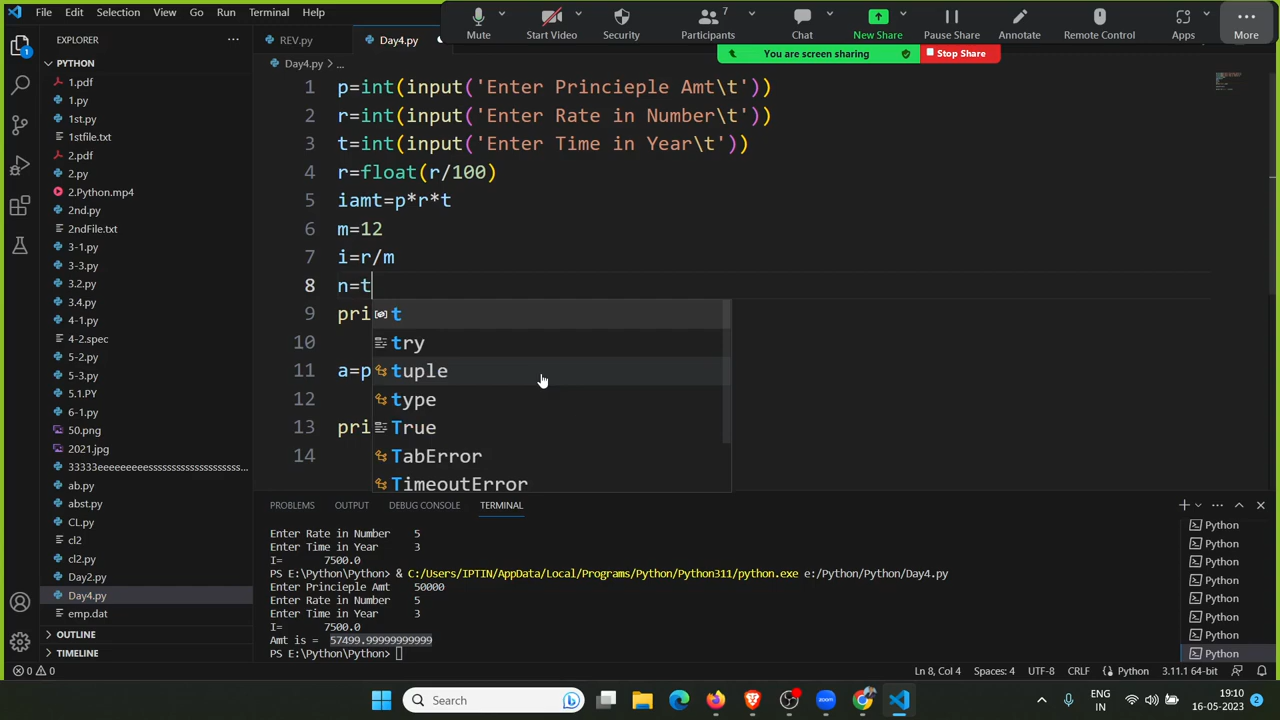 File Edit Selection View Go Run Terminal Help
Mute Start Video Security Participants 7 Chat New Share Pause Share Annotate Remote Control Apps More
You are screen sharing Stop Share
EXPLORER
REV.py Day4.py
PYTHON
Day4.py > ...
1.pdf
1.py
1st.py
1stfile.txt
2.pdf
2.py
2.Python.mp4
2nd.py
2ndFile.txt
3-1.py
3-3.py
3.2.py
3.4.py
4-1.py
4-2.spec
5-2.py
5-3.py
5.1.PY
6-1.py
50.png
2021.jpg
ab.py
abst.py
CL.py
cl2
cl2.py
Day2.py
Day4.py
emp.dat
OUTLINE
TIMELINE
1 p=int(input('Enter Princieple Amt\t'))
2 r=int(input('Enter Rate in Number\t'))
3 t=int(input('Enter Time in Year\t'))
4 r=float(r/100)
5 iamt=p*r*t
6 m=12
7 i=r/m
8 n=t
9 pri
10
11 a=p
12
13 pri
14
t
try
tuple
type
True
TabError
TimeoutError
PROBLEMS OUTPUT DEBUG CONSOLE TERMINAL
Enter Rate in Number 5
Enter Time in Year 3
I= 7500.0
PS E:\Python\Python> & C:/Users/IPTIN/AppData/Local/Programs/Python/Python311/python.exe e:/Python/Python/Day4.py
Enter Princieple Amt 50000
Enter Rate in Number 5
Enter Time in Year 3
I= 7500.0
Amt is = 57499.99999999999
PS E:\Python\Python>
Python
Python
Python
Python
Python
Python
Python
Python
0 0 Ln 8, Col 4 Spaces: 4 UTF-8 CRLF Python 3.11.1 64-bit
Search
ENG
IN
19:10
16-05-2023
2